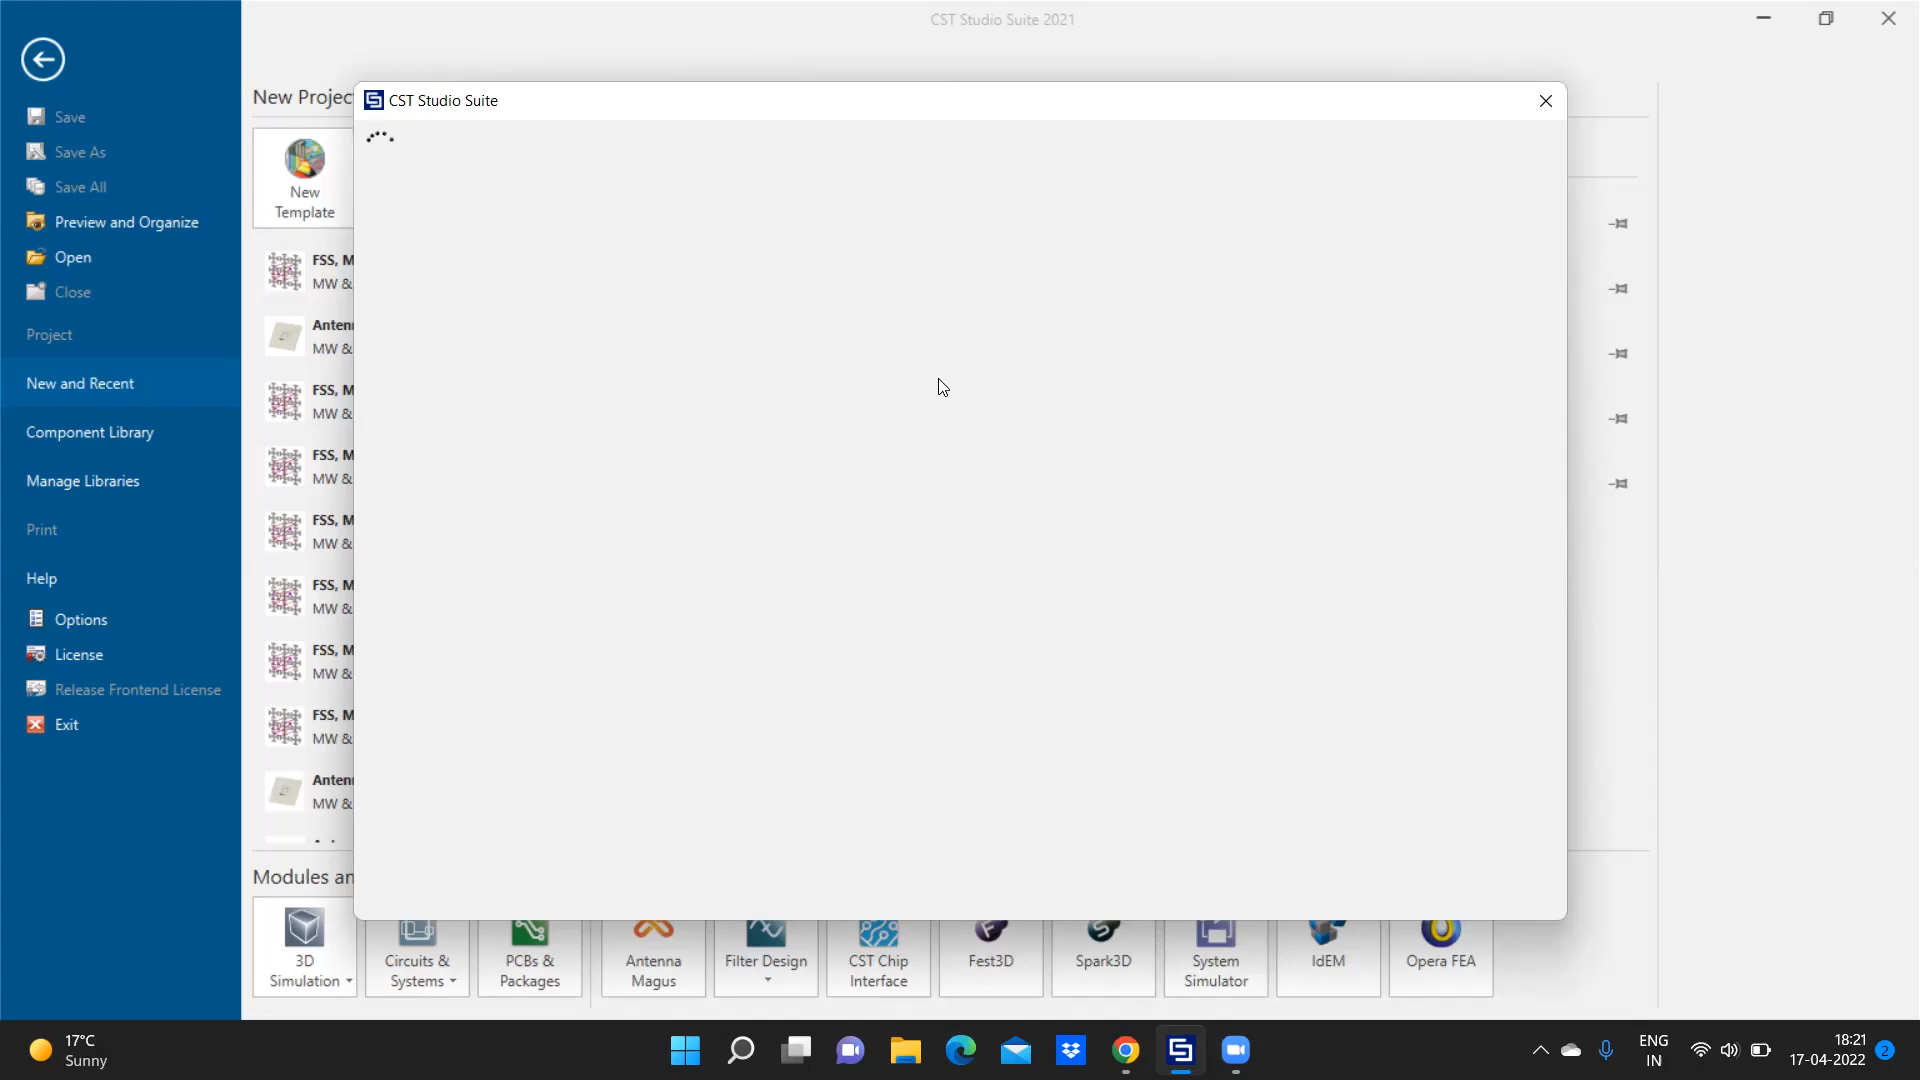 CST Studio Suite 2021
Save
Save As
Save All
Preview and Organize
Open
Close
Project
New and Recent
Component Library
Manage Libraries
Print
Help
Options
License
Release Frontend License
Exit
New Projec
CST Studio Suite
New
Template
FSS, M
MW &
Anten
MW &
FSS, M
MW &
FSS, M
MW &
FSS, M
MW &
FSS, M
MW &
FSS, M
MW &
FSS, M
MW &
Anten
MW &
Modules an
3D
Simulation
Circuits &
Systems
PCBs &
Packages
Antenna
Magus
Filter Design
CST Chip
Interface
Fest3D
Spark3D
System
Simulator
IdEM
Opera FEA
17°C
Sunny
ENG
IN
18:21
17-04-2022
2